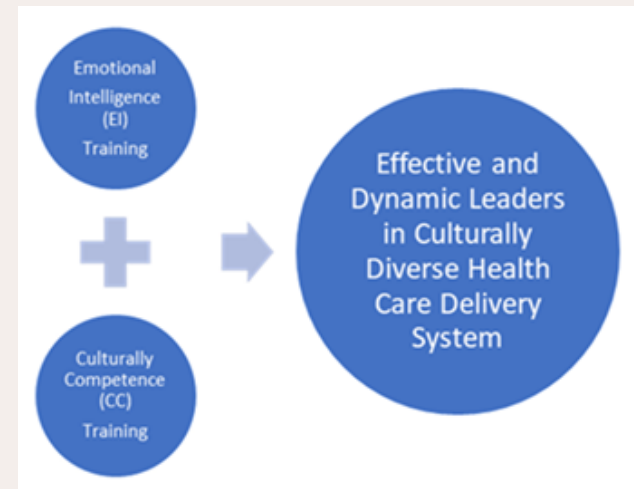 Emotional
Intelligence
(EI)
Training
Culturally
Competence
(CC)
Training
Effective and
Dynamic Leaders
in Culturally
Diverse Health
Care Delivery
System